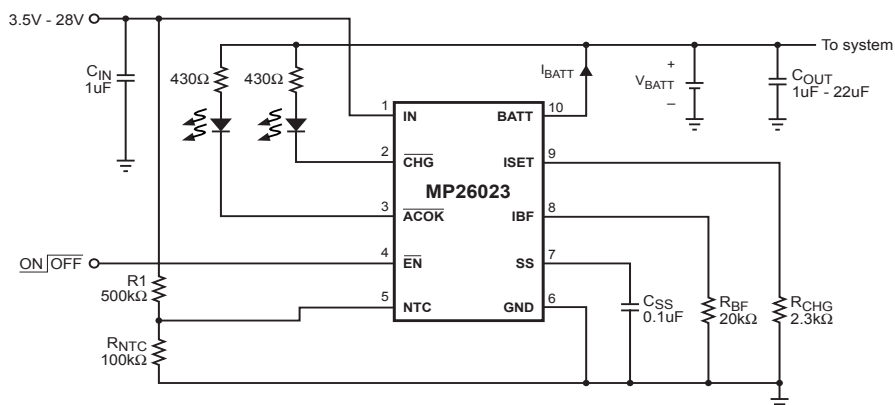 3.5V - 28V
To system
CIN
1uF
430Ω
430Ω
IBATT
+
VBATT
–
COUT
1uF - 22uF
1
IN
BATT
10
2
CHG
ISET
9
MP26023
3
ACOK
IBF
8
ON OFF
4
EN
SS
7
R1
500kΩ
5
NTC
GND
6
CSS
0.1uF
RBF
20kΩ
RCHG
2.3kΩ
RNTC
100kΩ